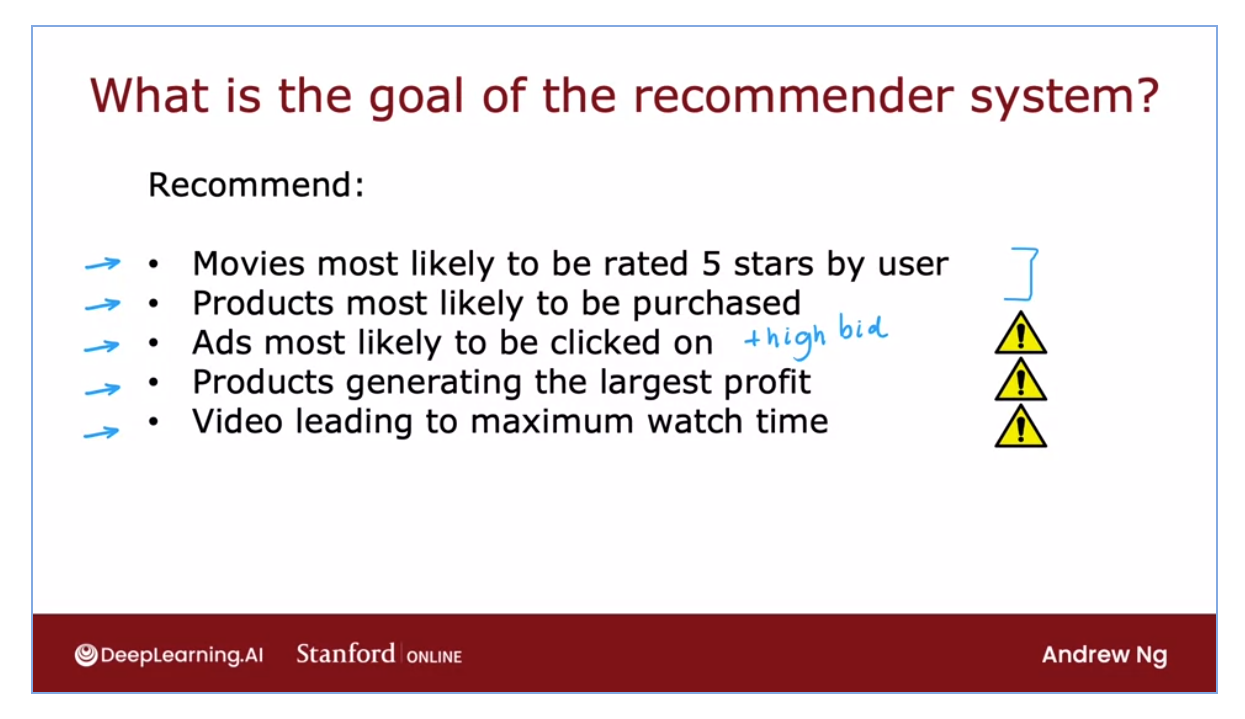 What is the goal of the recommender system?
Recommend:
• Movies most likely to be rated 5 stars by user
• Products most likely to be purchased
• Ads most likely to be clicked on +high bid
• Products generating the largest profit
• Video leading to maximum watch time
DeepLearning.AI Stanford ONLINE Andrew Ng